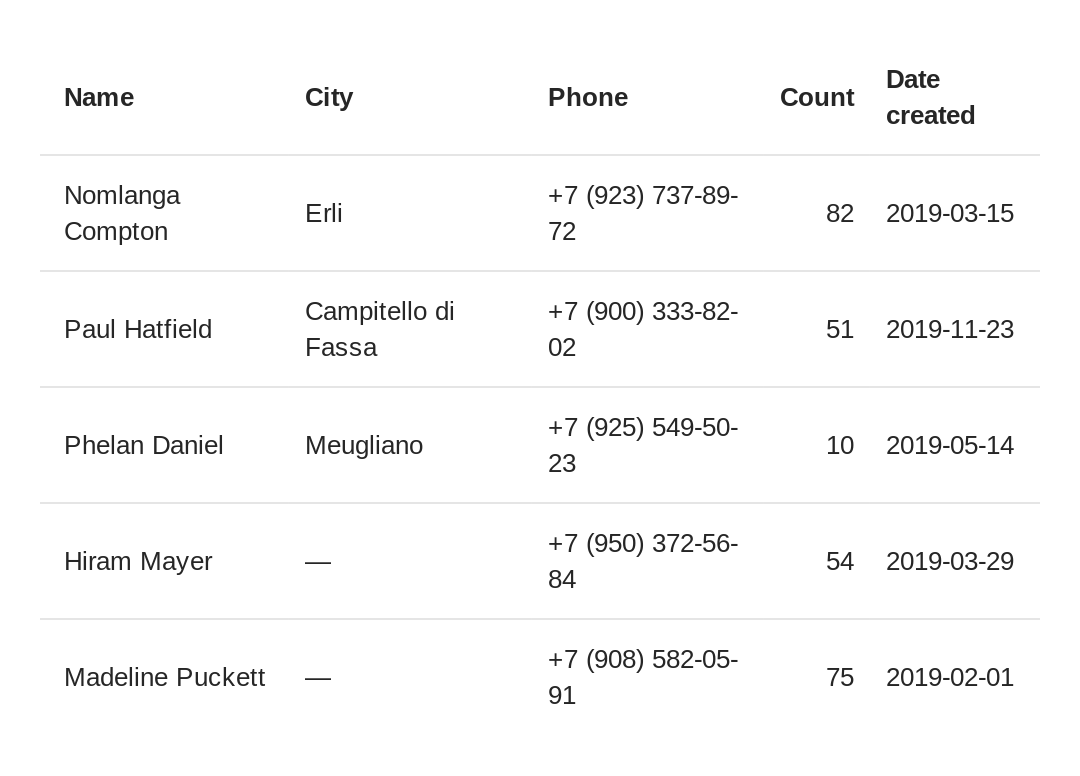 Name City Phone Count Date created
Nomlanga Compton Erli +7 (923) 737-89-72 82 2019-03-15
Paul Hatfield Campitello di Fassa +7 (900) 333-82-02 51 2019-11-23
Phelan Daniel Meugliano +7 (925) 549-50-23 10 2019-05-14
Hiram Mayer — +7 (950) 372-56-84 54 2019-03-29
Madeline Puckett — +7 (908) 582-05-91 75 2019-02-01